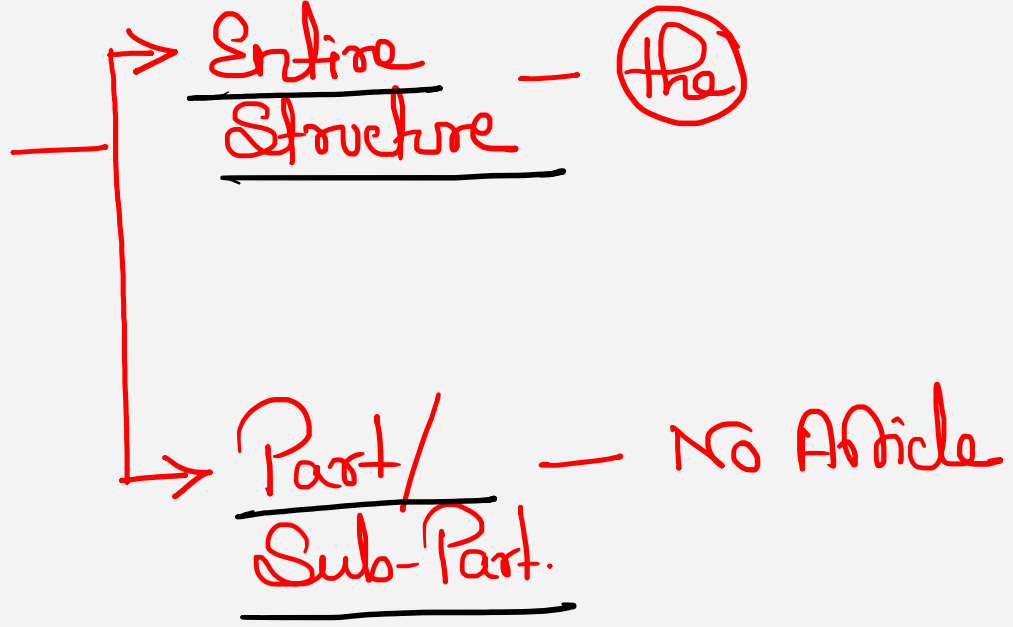 Entire — the
Structure
Part/ — No Article
Sub-Part.